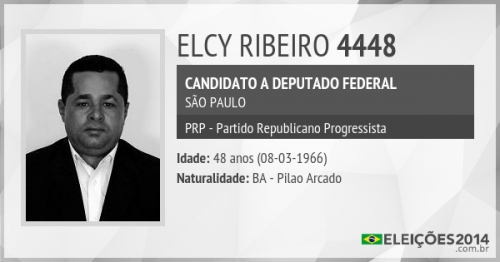 ELCY RIBEIRO 4448
CANDIDATO A DEPUTADO FEDERAL
SÃO PAULO
PRP - Partido Republicano Progressista
Idade: 48 anos (08-03-1966)
Naturalidade: BA - Pilao Arcado
ELEIÇÕES2014
.com.br